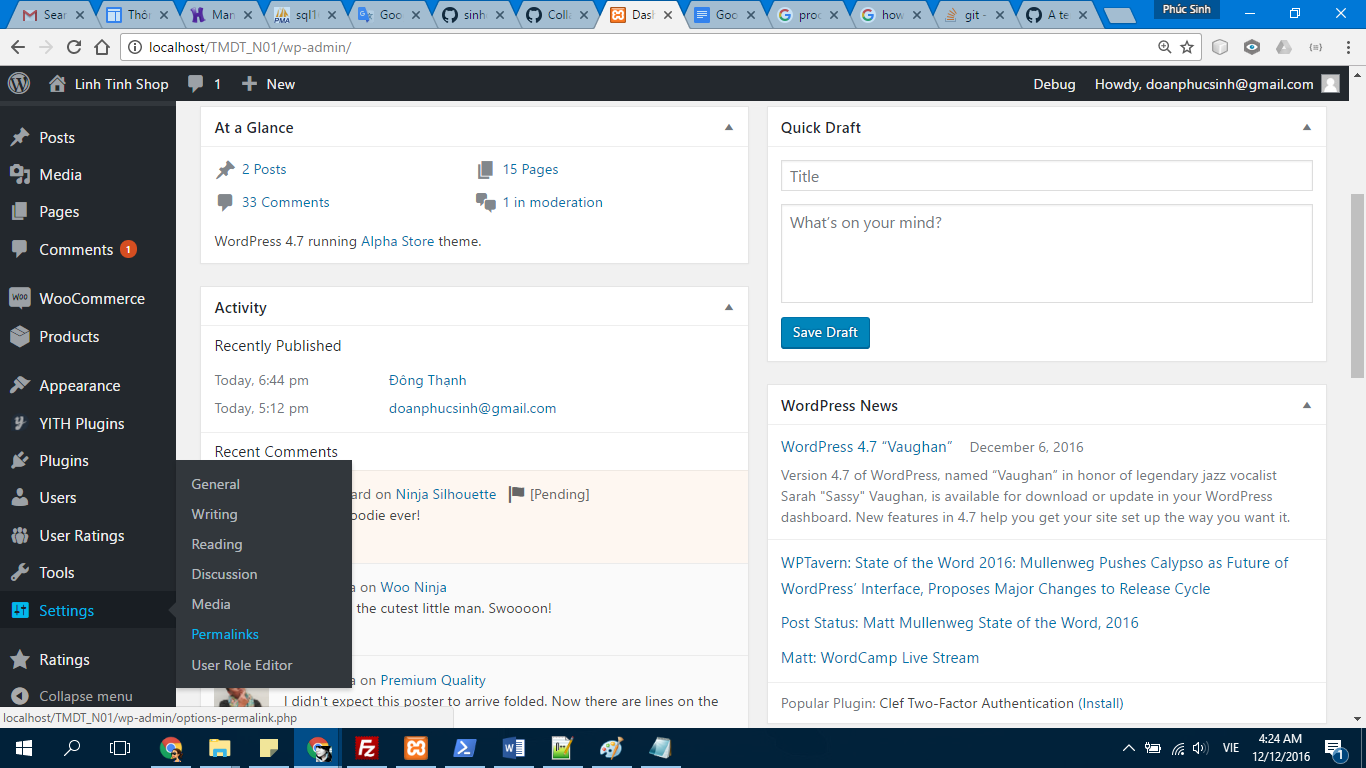 Sear
Thôn
Man
sql1
Goo
sinh
Colla
Dash
Goo
prod
how
git -
A te
Phúc Sinh
localhost/TMDT_N01/wp-admin/
Linh Tinh Shop
1
New
Debug
Howdy, doanphucsinh@gmail.com
Posts
Media
Pages
Comments 1
WooCommerce
Products
Appearance
YITH Plugins
Plugins
Users
User Ratings
Tools
Settings
Ratings
Collapse menu
General
Writing
Reading
Discussion
Media
Permalinks
User Role Editor
At a Glance
2 Posts
15 Pages
33 Comments
1 in moderation
WordPress 4.7 running Alpha Store theme.
Activity
Recently Published
Today, 6:44 pm Đông Thạnh
Today, 5:12 pm doanphucsinh@gmail.com
Recent Comments
ard on Ninja Silhouette [Pending]
oodie ever!
a on Woo Ninja
the cutest little man. Swoooon!
a on Premium Quality
I didn't expect this poster to arrive folded. Now there are lines on the
Quick Draft
Title
What's on your mind?
Save Draft
WordPress News
WordPress 4.7 “Vaughan” December 6, 2016
Version 4.7 of WordPress, named “Vaughan” in honor of legendary jazz vocalist
Sarah "Sassy" Vaughan, is available for download or update in your WordPress
dashboard. New features in 4.7 help you get your site set up the way you want it.
WPTavern: State of the Word 2016: Mullenweg Pushes Calypso as Future of
WordPress’ Interface, Proposes Major Changes to Release Cycle
Post Status: Matt Mullenweg State of the Word, 2016
Matt: WordCamp Live Stream
Popular Plugin: Clef Two-Factor Authentication (Install)
localhost/TMDT_N01/wp-admin/options-permalink.php
VIE
4:24 AM
12/12/2016
1